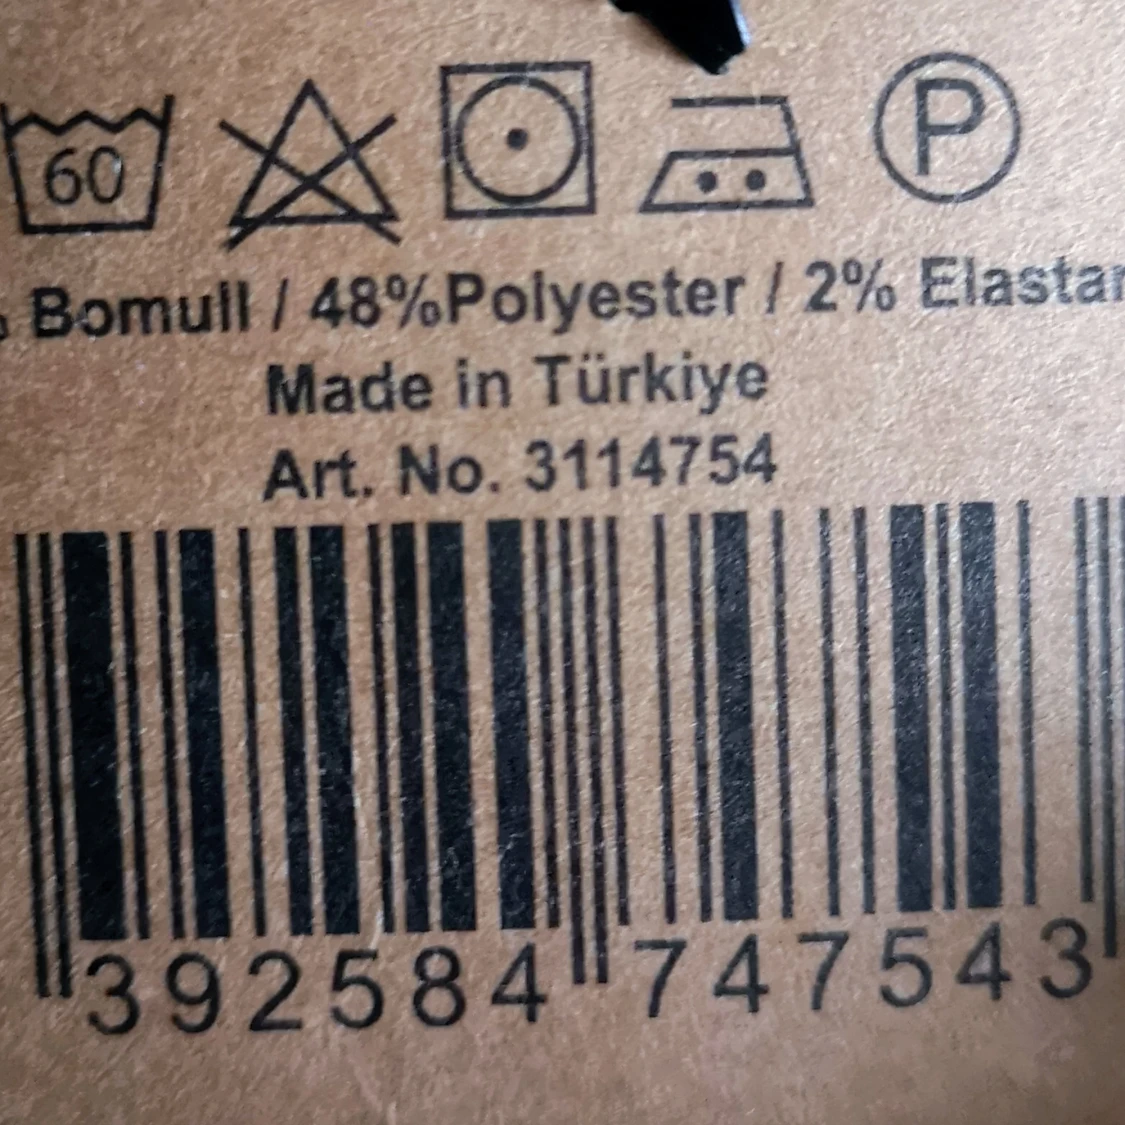 60 P
% Bomull / 48%Polyester / 2% Elastan
Made in Türkiye
Art. No. 3114754
392584 747543